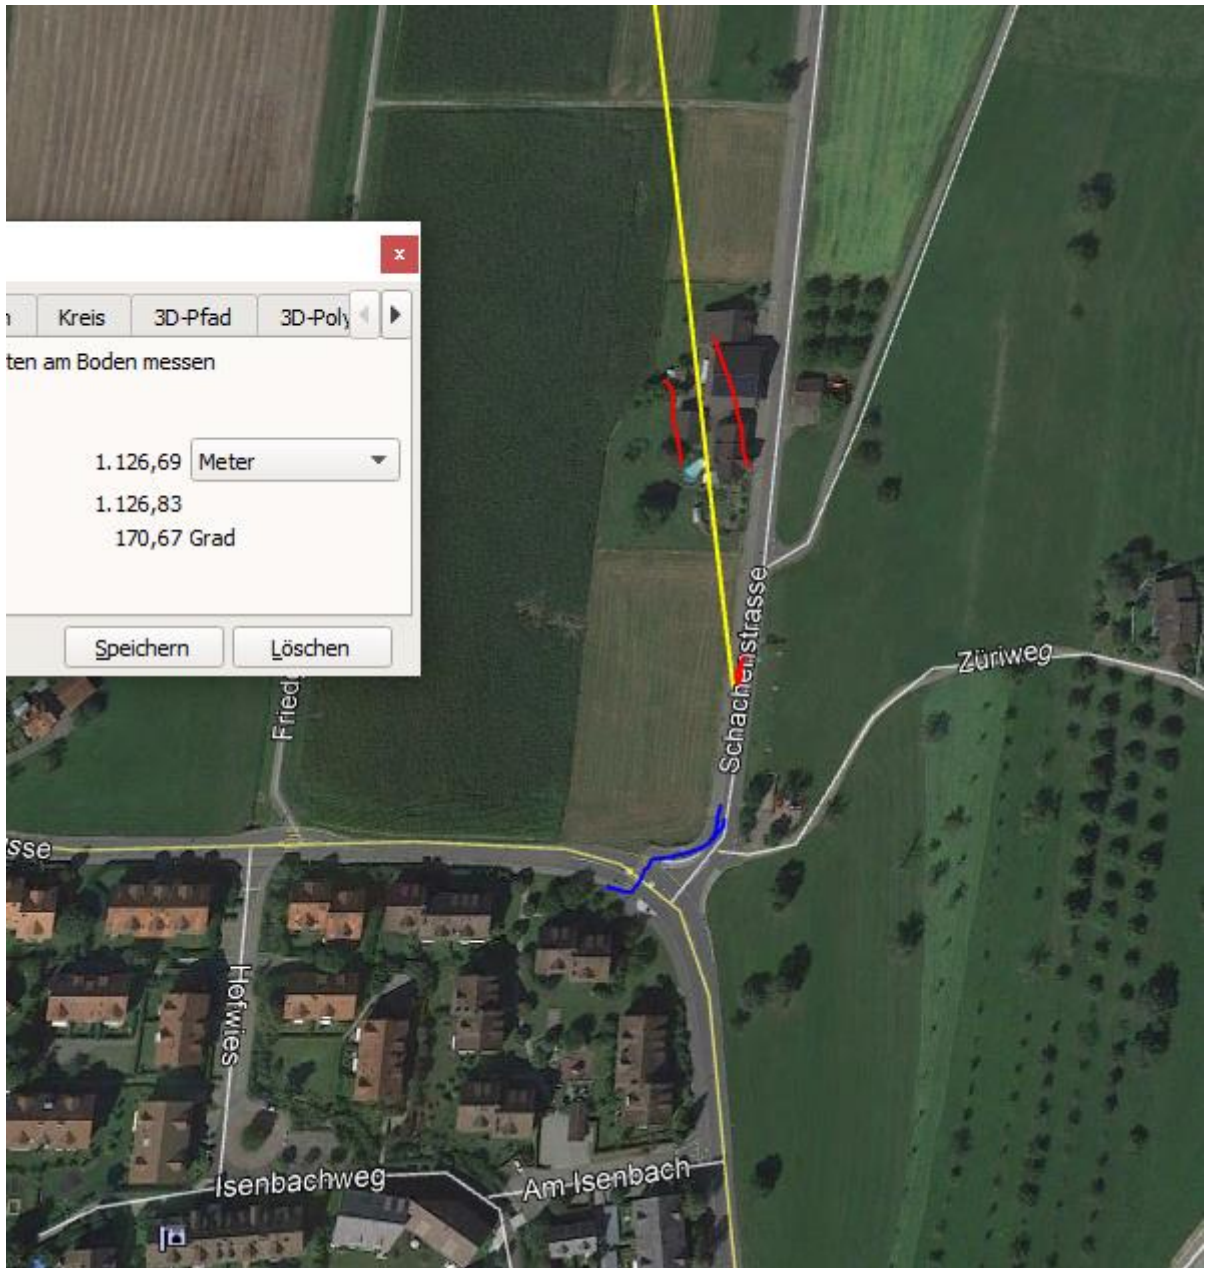 x
n Kreis 3D-Pfad 3D-Poly
ten am Boden messen
1.126,69 Meter
1.126,83
170,67 Grad
Speichern Löschen
Schachenstrasse
Züriweg
Fried
sse
Hofwies
Isenbachweg
Am Isenbach